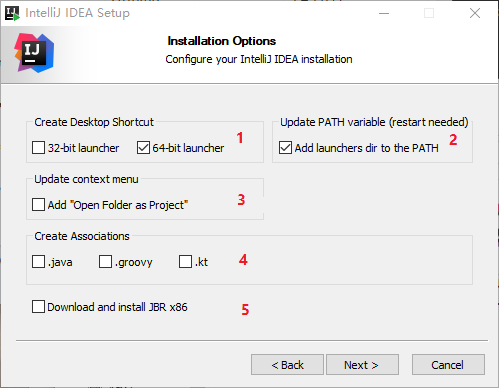 IntelliJ IDEA Setup
IJ
Installation Options
Configure your IntelliJ IDEA installation
Create Desktop Shortcut
32-bit launcher
64-bit launcher
1
Update PATH variable (restart needed)
Add launchers dir to the PATH
2
Update context menu
Add "Open Folder as Project"
3
Create Associations
.java
.groovy
.kt
4
Download and install JBR x86
5
< Back
Next >
Cancel